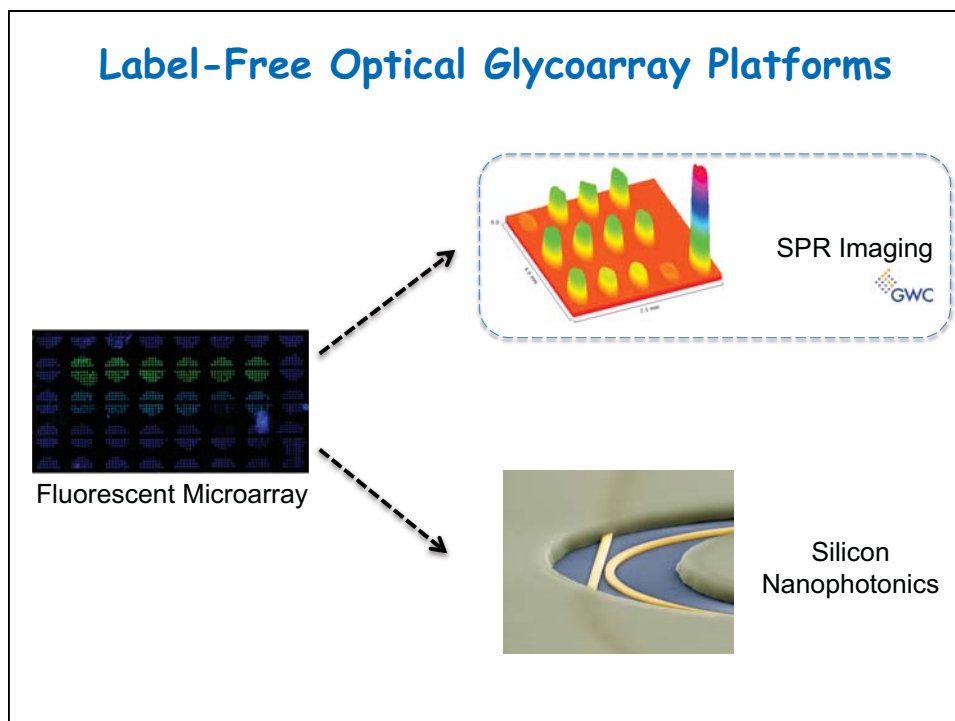 Label-Free Optical Glycoarray Platforms
SPR Imaging
GWC
Fluorescent Microarray
Silicon
Nanophotonics